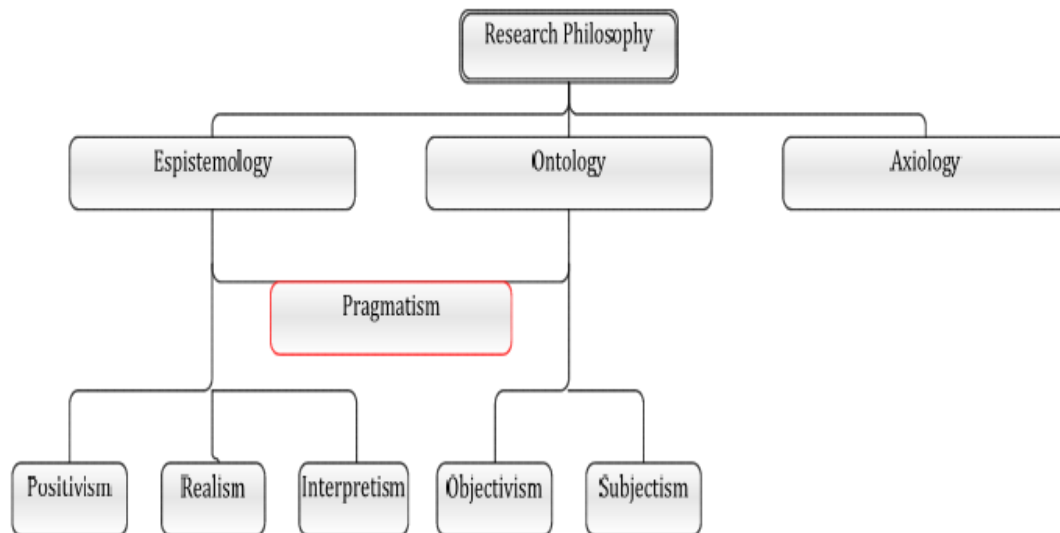 Research Philosophy
Espistemology
Ontology
Axiology
Pragmatism
Positivism
Realism
Interpretism
Objectivism
Subjectism